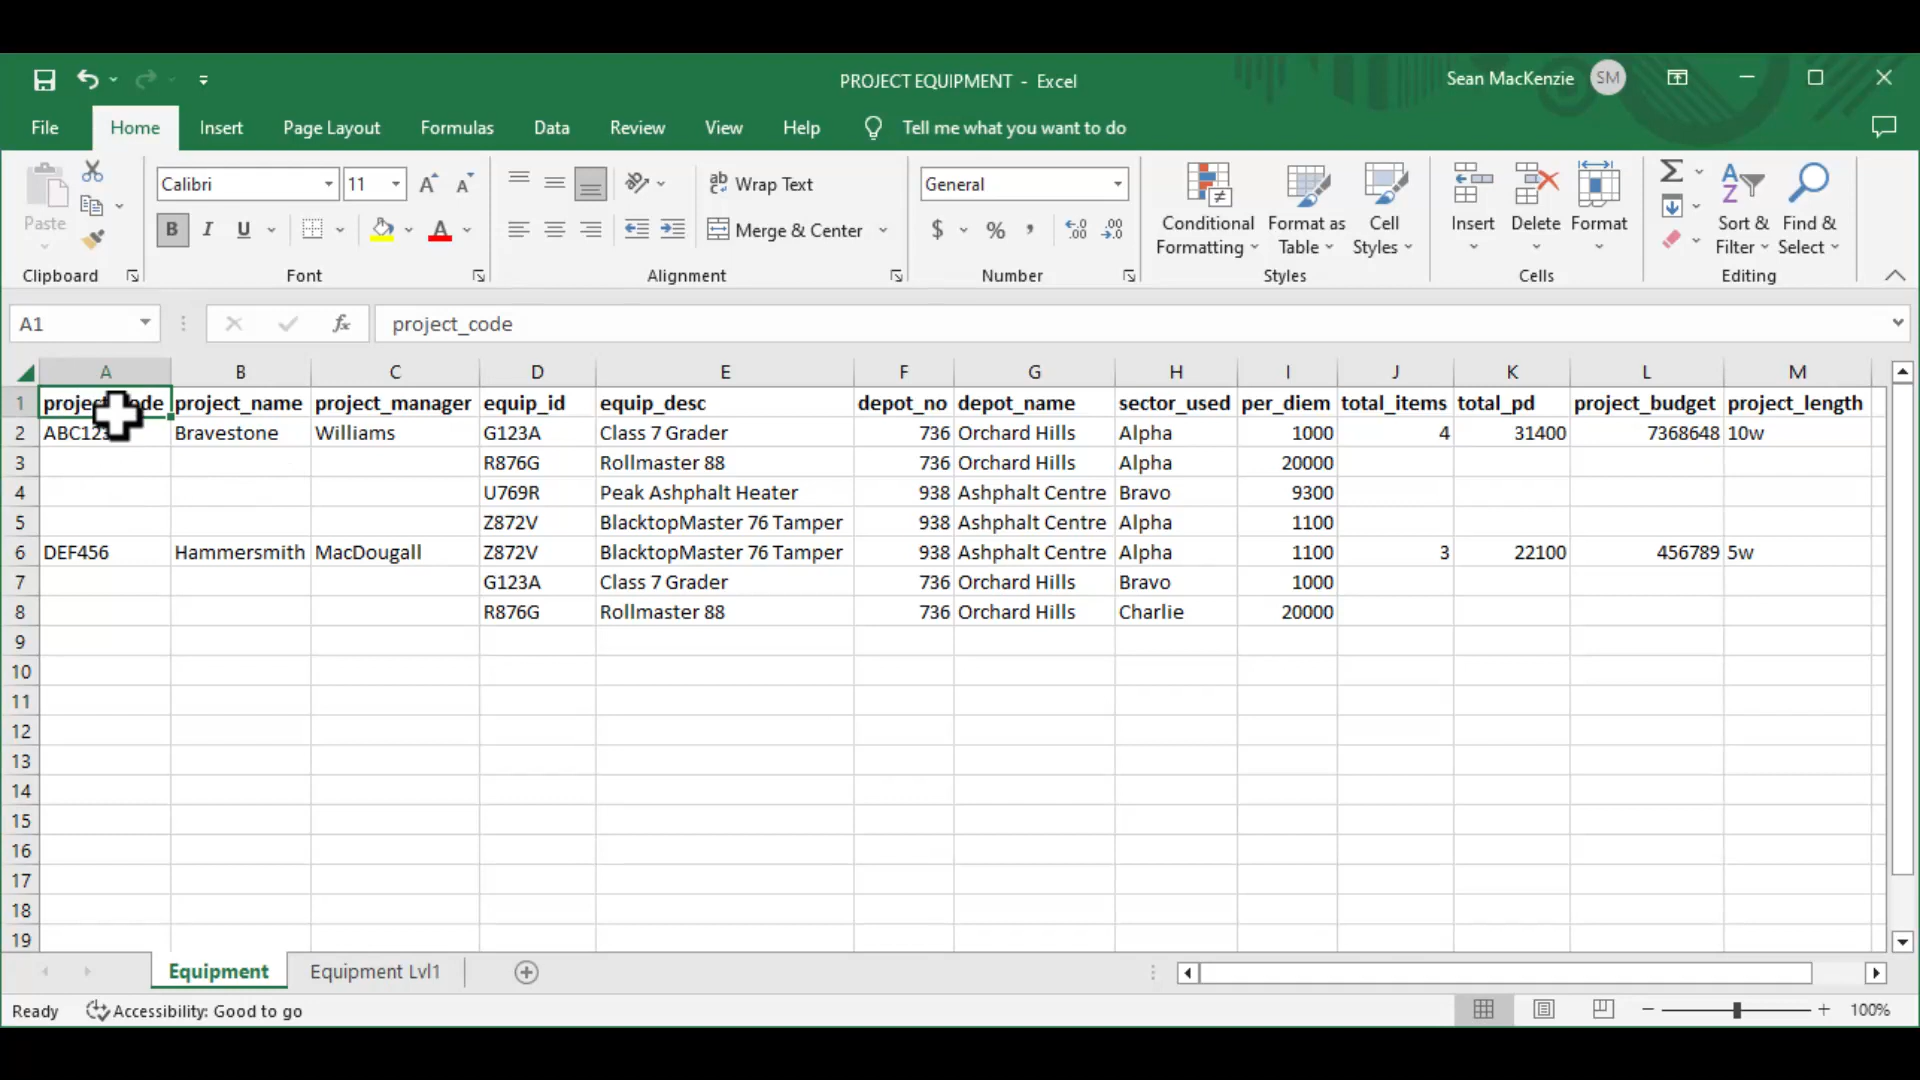 PROJECT EQUIPMENT - Excel
Sean MacKenzie SM
File Home Insert Page Layout Formulas Data Review View Help Tell me what you want to do
Paste
Clipboard
Calibri 11
B I U A
Font
ab Wrap Text
Merge & Center
Alignment
General
$ % ,
Number
Conditional Formatting
Format as Table
Cell Styles
Styles
Insert Delete Format
Cells
Sort & Filter
Find & Select
Editing
A1 fx project_code
A B C D E F G H I J K L M
1 project_code project_name project_manager equip_id equip_desc depot_no depot_name sector_used per_diem total_items total_pd project_budget project_length
2 ABC123 Bravestone Williams G123A Class 7 Grader 736 Orchard Hills Alpha 1000 4 31400 7368648 10w
3 R876G Rollmaster 88 736 Orchard Hills Alpha 20000
4 U769R Peak Ashphalt Heater 938 Ashphalt Centre Bravo 9300
5 Z872V BlacktopMaster 76 Tamper 938 Ashphalt Centre Alpha 1100
6 DEF456 Hammersmith MacDougall Z872V BlacktopMaster 76 Tamper 938 Ashphalt Centre Alpha 1100 3 22100 456789 5w
7 G123A Class 7 Grader 736 Orchard Hills Bravo 1000
8 R876G Rollmaster 88 736 Orchard Hills Charlie 20000
9
10
11
12
13
14
15
16
17
18
19
Equipment Equipment Lvl1
Ready Accessibility: Good to go 100%